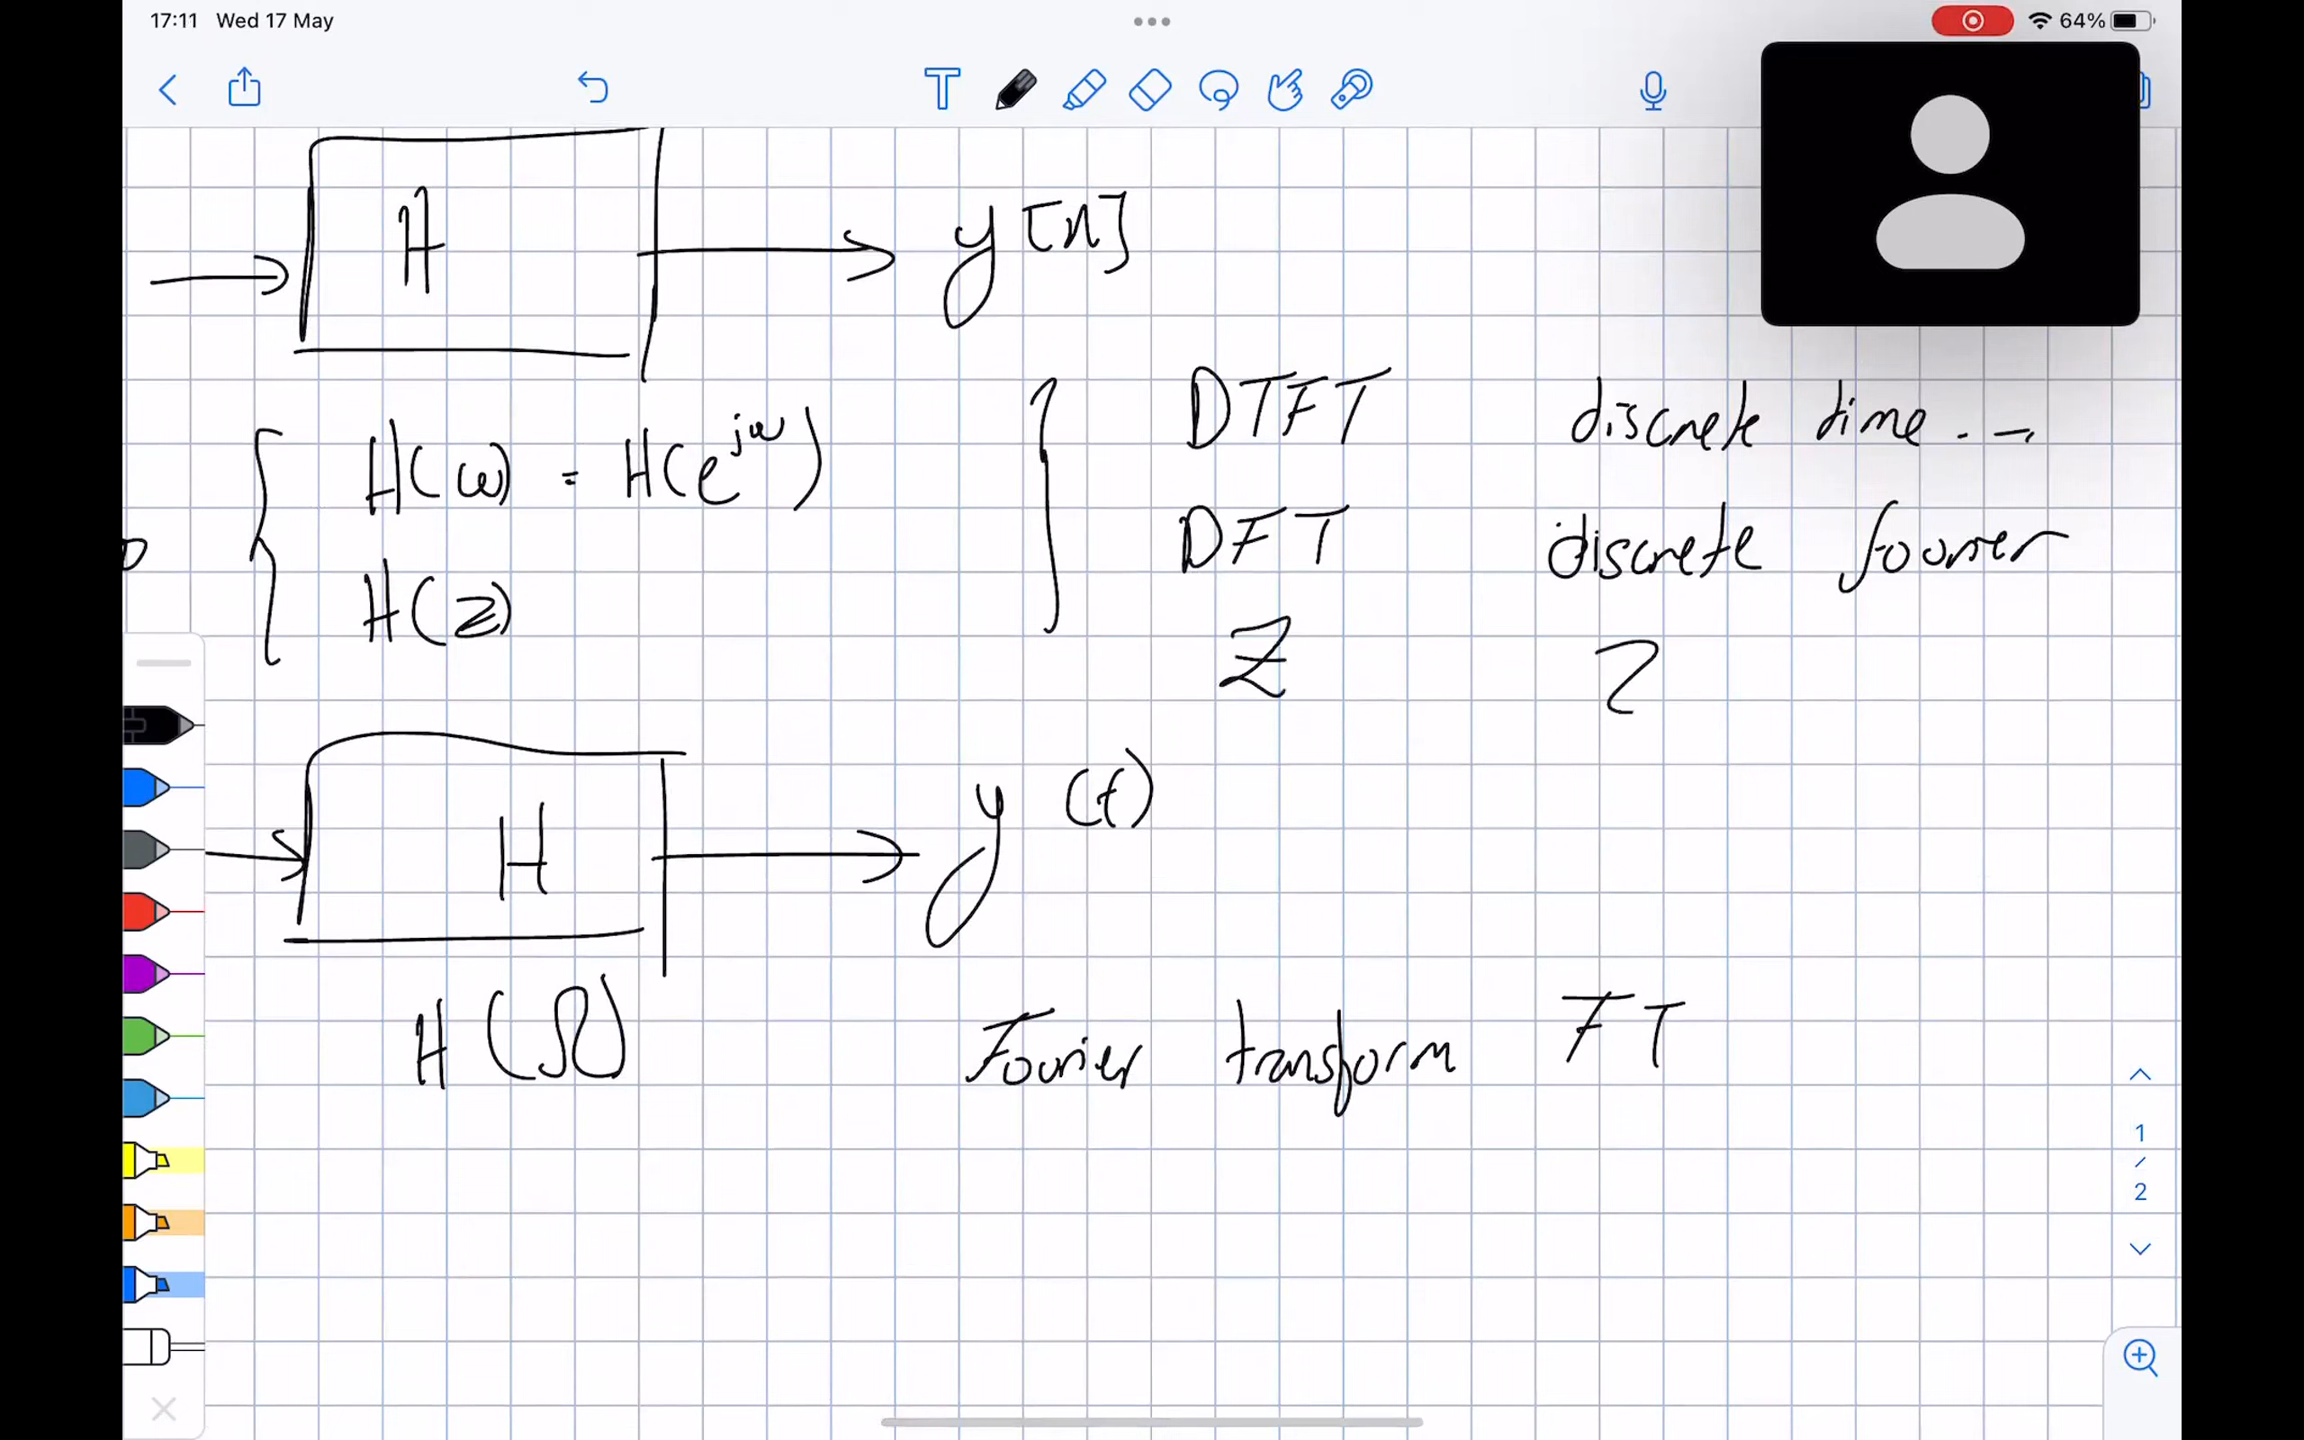 17:11 Wed 17 May
64%
H
y[n]
DTFT discrete time . –
H(ω) = H(e^jω)
DFT discrete fourier
H(z)
Z Z
H
y(t)
H(Ω)
Fourier transform FT
1
/
2